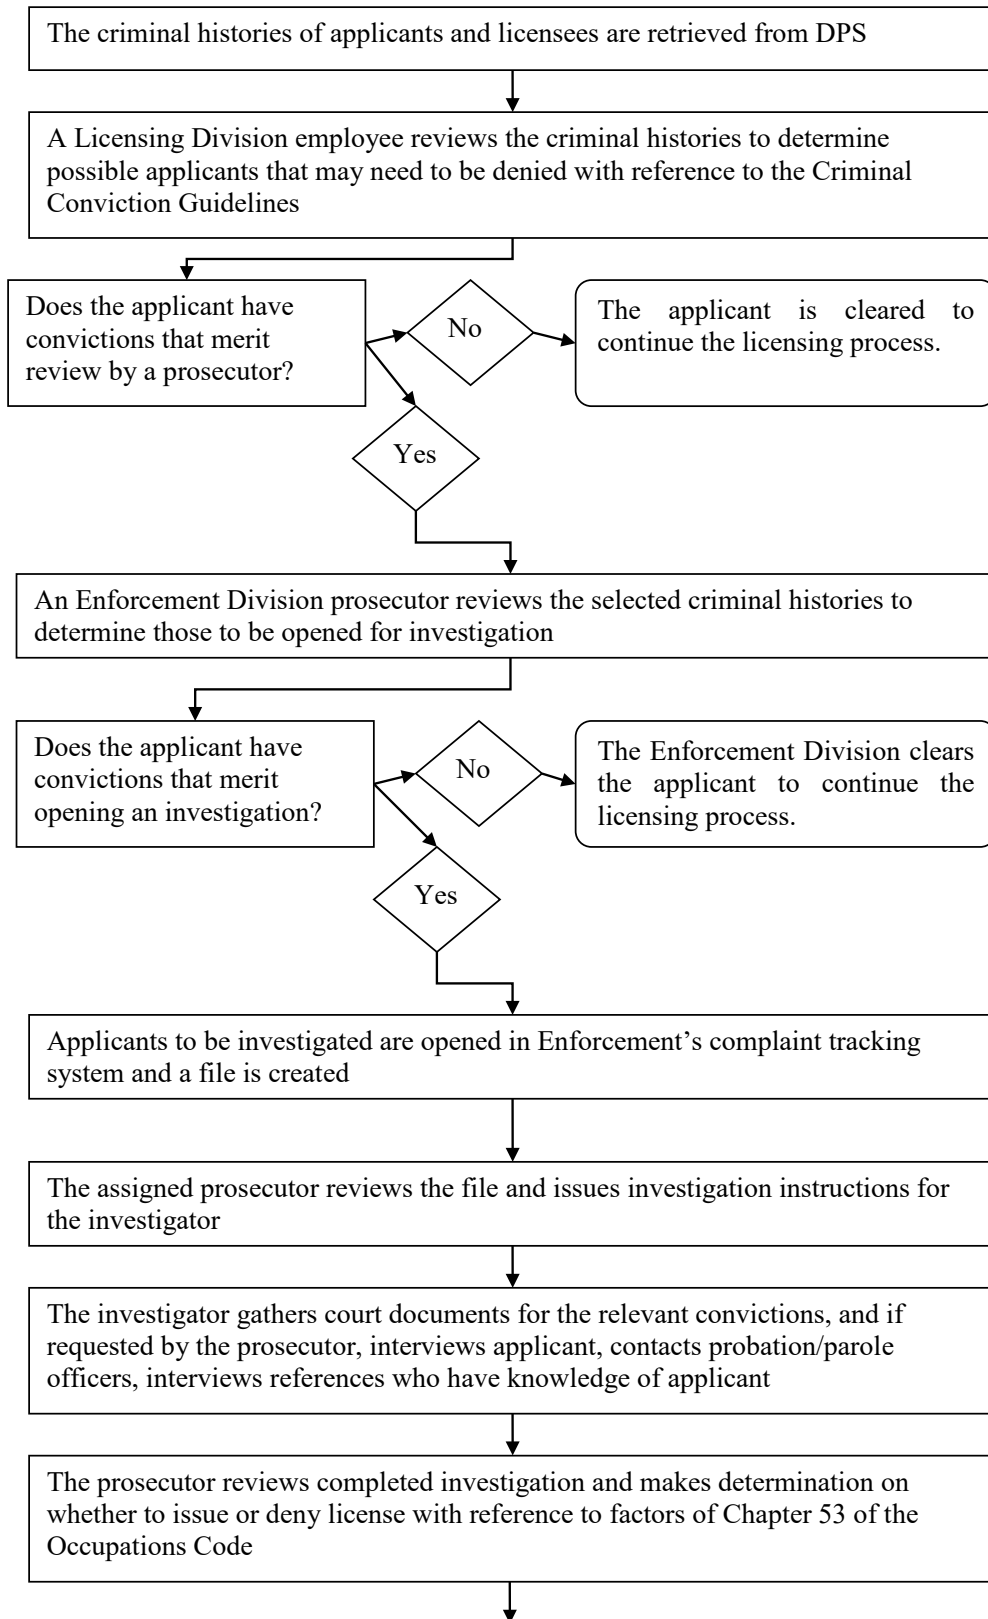 The criminal histories of applicants and licensees are retrieved from DPS
A Licensing Division employee reviews the criminal histories to determine
possible applicants that may need to be denied with reference to the Criminal
Conviction Guidelines
Does the applicant have
convictions that merit
review by a prosecutor?
No
The applicant is cleared to
continue the licensing process.
Yes
An Enforcement Division prosecutor reviews the selected criminal histories to
determine those to be opened for investigation
Does the applicant have
convictions that merit
opening an investigation?
No
The Enforcement Division clears
the applicant to continue the
licensing process.
Yes
Applicants to be investigated are opened in Enforcement’s complaint tracking
system and a file is created
The assigned prosecutor reviews the file and issues investigation instructions for
the investigator
The investigator gathers court documents for the relevant convictions, and if
requested by the prosecutor, interviews applicant, contacts probation/parole
officers, interviews references who have knowledge of applicant
The prosecutor reviews completed investigation and makes determination on
whether to issue or deny license with reference to factors of Chapter 53 of the
Occupations Code